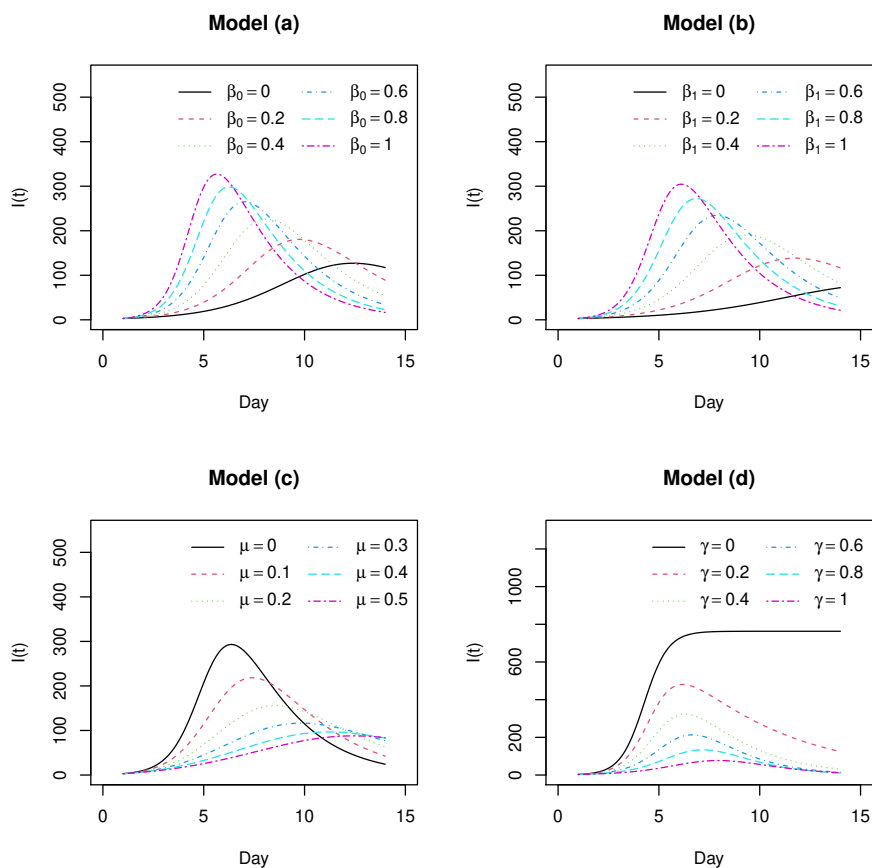 Model (a)
I(t)
0 100 200 300 400 500
β0 = 0
β0 = 0.2
β0 = 0.4
β0 = 0.6
β0 = 0.8
β0 = 1
0 5 10 15
Day
Model (b)
I(t)
0 100 200 300 400 500
β1 = 0
β1 = 0.2
β1 = 0.4
β1 = 0.6
β1 = 0.8
β1 = 1
0 5 10 15
Day
Model (c)
I(t)
0 100 200 300 400 500
μ = 0
μ = 0.1
μ = 0.2
μ = 0.3
μ = 0.4
μ = 0.5
0 5 10 15
Day
Model (d)
I(t)
0 200 600 1000
γ = 0
γ = 0.2
γ = 0.4
γ = 0.6
γ = 0.8
γ = 1
0 5 10 15
Day